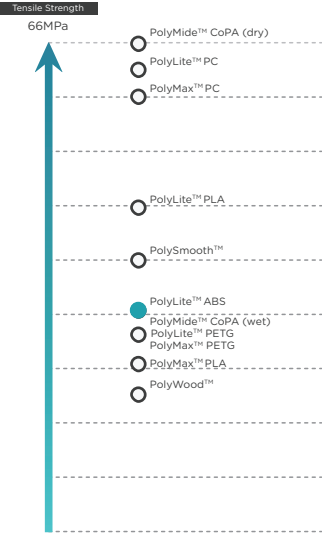 Tensile Strength
66MPa
PolyMide™ CoPA (dry)
PolyLite™ PC
PolyMax™ PC
PolyLite™ PLA
PolySmooth™
PolyLite™ ABS
PolyMide™ CoPA (wet)
PolyLite™ PETG
PolyMax™ PETG
PolyMax™ PLA
PolyWood™